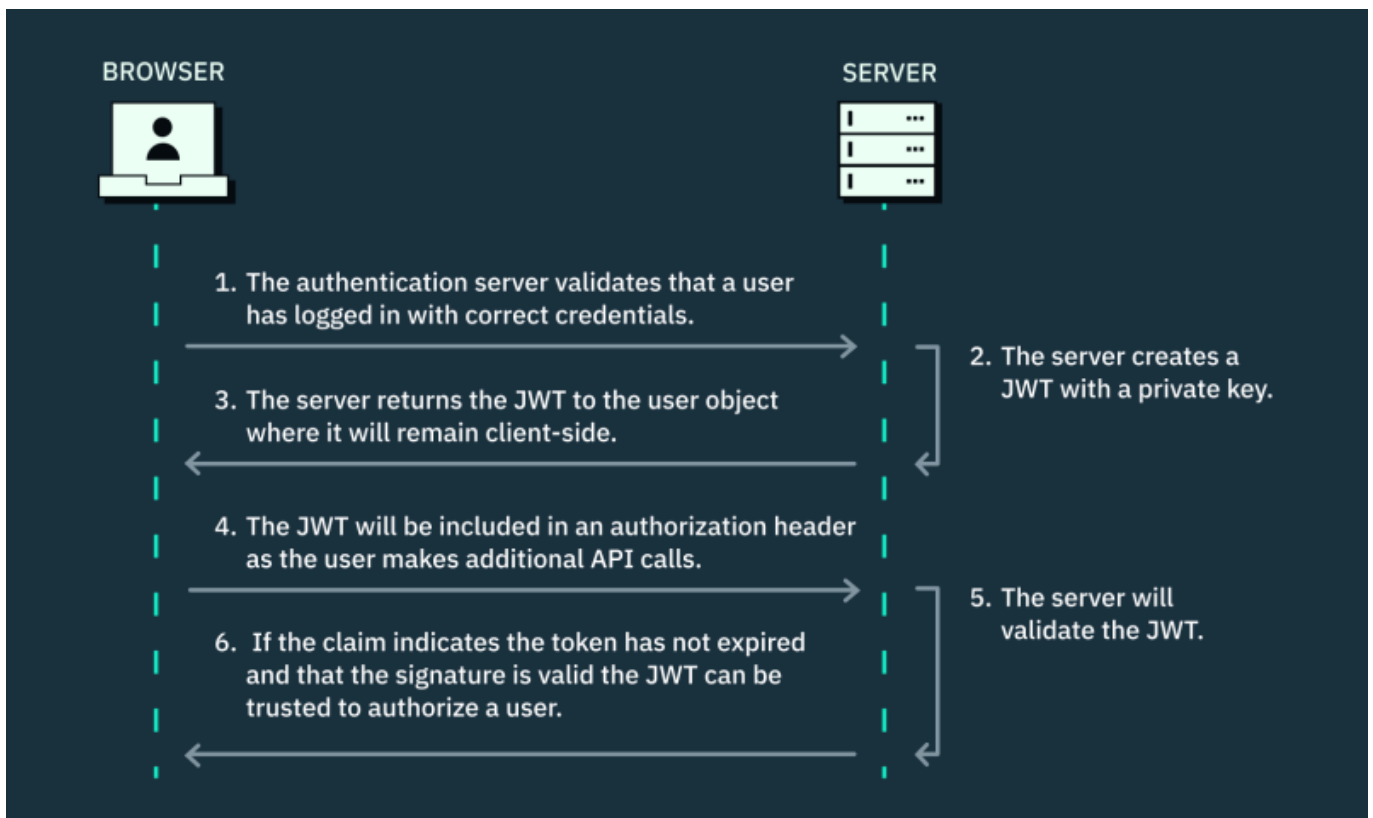 BROWSER
SERVER
1. The authentication server validates that a user
has logged in with correct credentials.
2. The server creates a
JWT with a private key.
3. The server returns the JWT to the user object
where it will remain client-side.
4. The JWT will be included in an authorization header
as the user makes additional API calls.
5. The server will
validate the JWT.
6. If the claim indicates the token has not expired
and that the signature is valid the JWT can be
trusted to authorize a user.